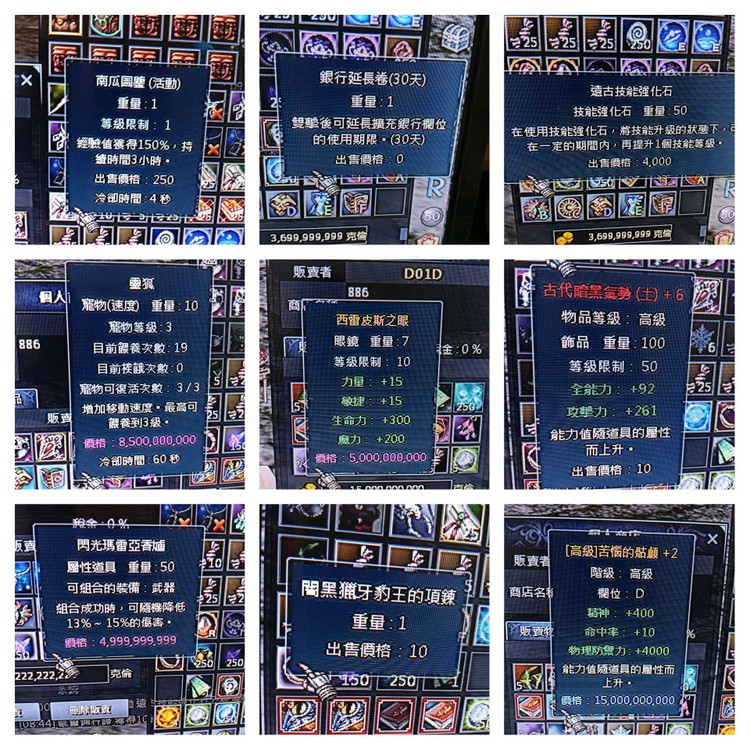 南瓜圖鑒 (活動)
重量 : 1
等級限制 : 1
經驗值獲得150%，持
續時間3小時。
出售價格 : 250
冷卻時間 : 4 秒
銀行延長卷(30天)
重量 : 1
雙擊後可延長擴充銀行欄位
的使用期限。(30天)
出售價格 : 0
3,699,999,999 克倫
遠古技能強化石
技能強化石 重量 : 50
在使用技能強化石，將技能升級的狀態下，可
在一定的期間內，再提升1個技能等級。
出售價格 : 4,000
3,699,999,999 克倫
個人
886
販賣
靈狐
寵物(速度) 重量 : 10
寵物等級 : 3
目前餵養次數 : 19
目前挨餓次數 : 0
寵物可復活次數 : 3 / 3
增加移動速度。最高可
餵養到3級。
價格 : 8,500,000,000
冷卻時間 : 60 秒
販賣者 D01D
886
西雷皮斯之眼
眼鏡 重量 : 7
等級限制 : 10
力量 : +15
敏捷 : +15
生命力 : +300
魔力 : +200
價格 : 5,000,000,000
古代暗黑氣勢 (土) + 6
物品等級 : 高級
飾品 重量 : 100
等級限制 : 50
全能力 : +92
攻擊力 : +261
能力值隨道具的屬性
而上升。
出售價格 : 10
稅金 : 0 %
閃光瑪雷亞香爐
屬性道具 重量 : 50
可組合的裝備 : 武器
組合成功時，可隨機降低
13% ~ 15%的傷害。
價格 : 4,999,999,999
222,222 克倫
刪除販賣
闇黑獵牙豹王的項鍊
重量 : 1
出售價格 : 10
150 250 250
個人商店
販賣者
商店名稱
販賣物
[高級]苦惱的骷顱 +2
階級 : 高級
欄位 : D
精神 : +400
命中率 : +10
物理防禦力 : +4000
能力值隨道具的屬性而
上升。
價格 : 15,000,000,000